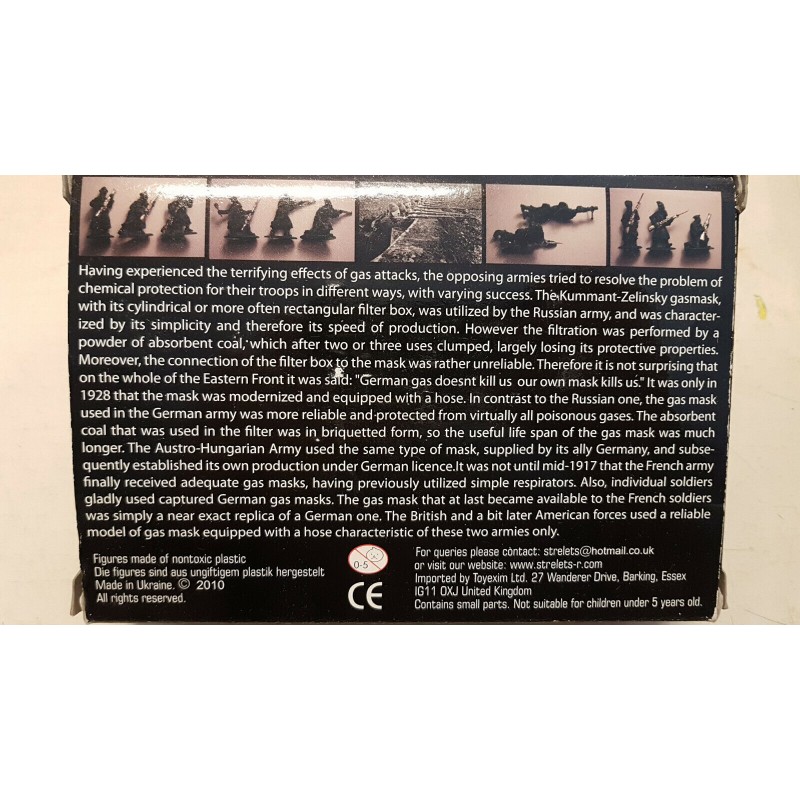 Having experienced the terrifying effects of gas attacks, the opposing armies tried to resolve the problem of
chemical protection for their troops in different ways, with varying success. The Kummant-Zelinsky gasmask,
with its cylindrical or more often rectangular filter box, was utilized by the Russian army, and was character-
ized by its simplicity and therefore its speed of production. However the filtration was performed by a
powder of absorbent coal, which after two or three uses clumped, largely losing its protective properties.
Moreover, the connection of the filter box to the mask was rather unreliable. Therefore it is not surprising that
on the whole of the Eastern Front it was said: "German gas doesnt kill us our own mask kills us." It was only in
1928 that the mask was modernized and equipped with a hose. In contrast to the Russian one, the gas mask
used in the German army was more reliable and protected from virtually all poisonous gases. The absorbent
coal that was used in the filter was in briquetted form, so the useful life span of the gas mask was much
longer. The Austro-Hungarian Army used the same type of mask, supplied by its ally Germany, and subse-
quently established its own production under German licence.It was not until mid-1917 that the French army
finally received adequate gas masks, having previously utilized simple respirators. Also, individual soldiers
gladly used captured German gas masks. The gas mask that at last became available to the French soldiers
was simply a near exact replica of a German one. The British and a bit later American forces used a reliable
model of gas mask equipped with a hose characteristic of these two armies only.
Figures made of nontoxic plastic
Die figures sind aus ungiftigem plastik hergestelt
Made in Ukraine. © 2010
All rights reserved.
0-5
CE
For queries please contact: strelets@hotmail.co.uk
or visit our website: www.strelets-r.com
Imported by Toyexim Ltd. 27 Wanderer Drive, Barking, Essex
IG11 0XJ United Kingdom
Contains small parts. Not suitable for children under 5 years old.